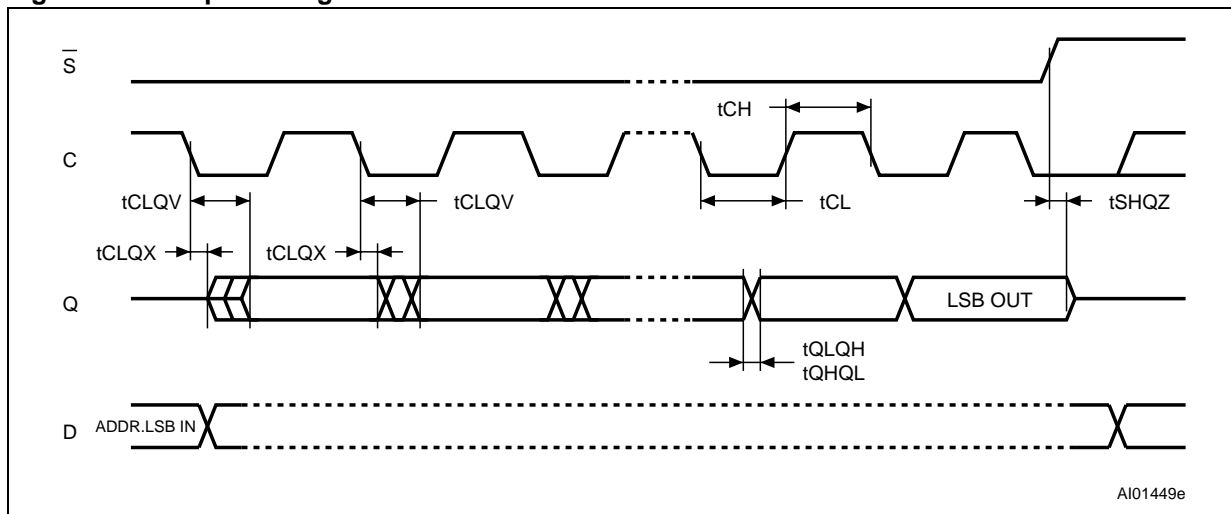 S
tCH
C
tCLQV
tCLQV
tCL
tSHQZ
tCLQX
tCLQX
Q
LSB OUT
tQLQH
tQHQL
D
ADDR.LSB IN
AI01449e